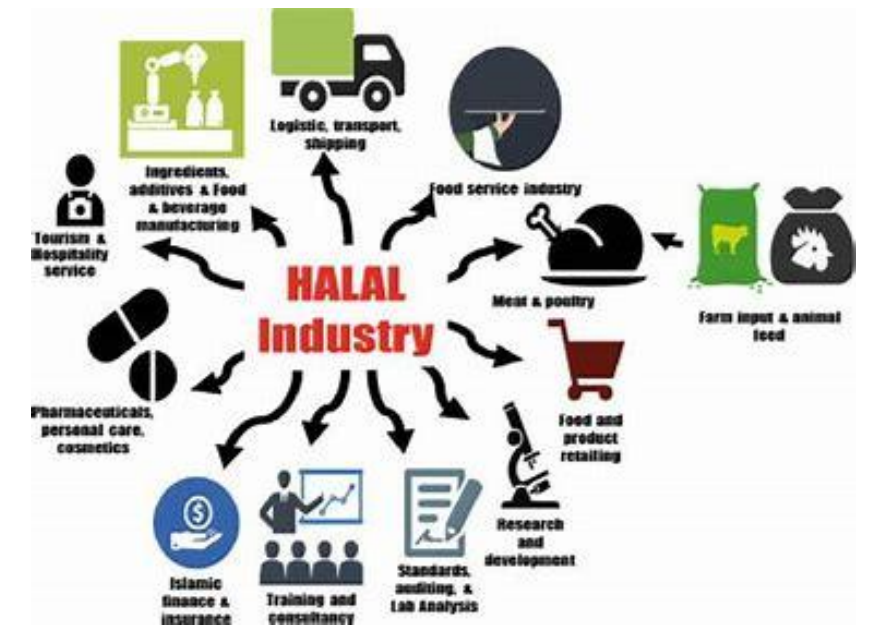 Logistic, transport,
shipping
Ingredients,
additives & Food
& beverage
manufacturing
Food service industry
Tourism &
Hospitality
service
HALAL
Industry
Meat & poultry
Farm input & animal
feed
Pharmaceuticals,
personal care,
cosmetics
Food and
product
retailing
Research
and
development
Islamic
finance &
insurance
Training and
consultancy
Standards,
auditing, &
Lab Analysis